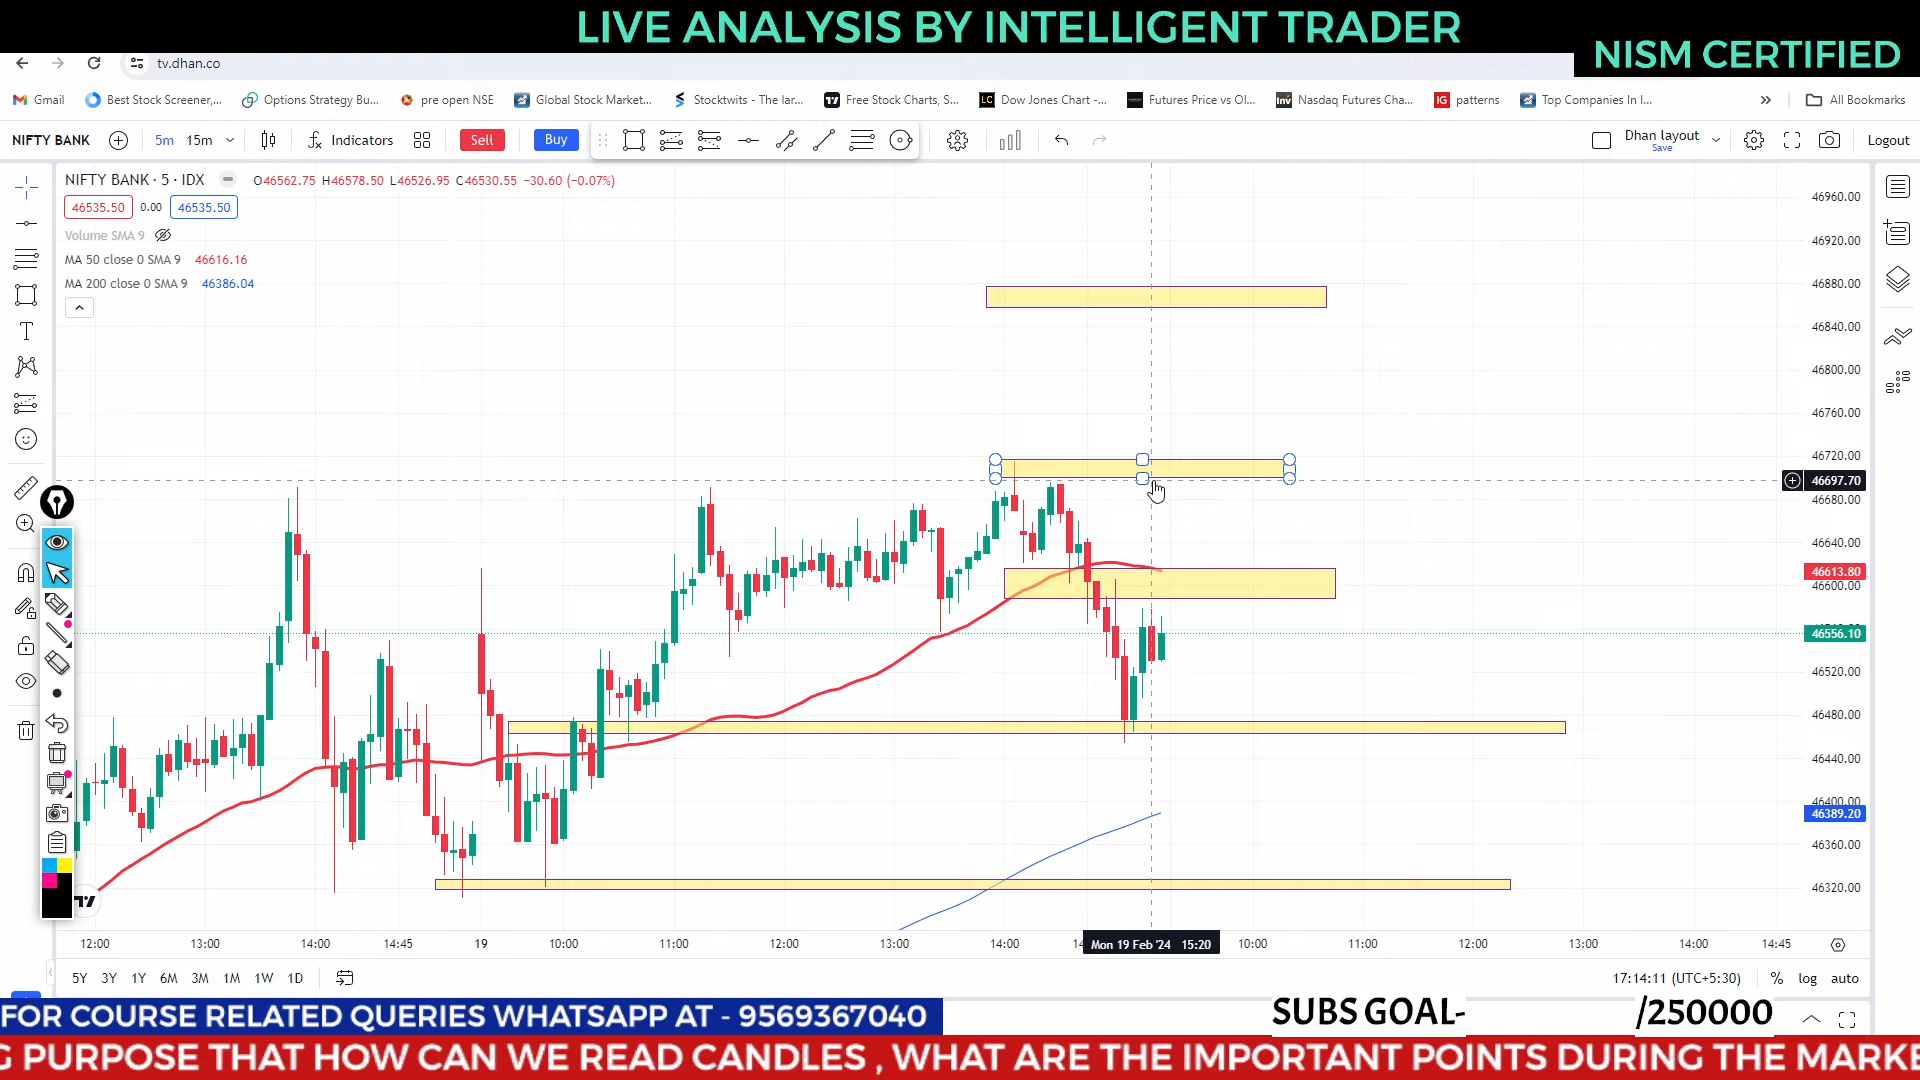 LIVE ANALYSIS BY INTELLIGENT TRADER
NISM CERTIFIED
tv.dhan.co
Gmail Best Stock Screener,... Options Strategy Bu... pre open NSE Global Stock Market... Stocktwits - The lar... Free Stock Charts, S... LC Dow Jones Chart -... Futures Price vs Ol... Inv Nasdaq Futures Cha... IG patterns Top Companies In I... » All Bookmarks
NIFTY BANK 5m 15m Indicators Sell Buy Dhan layout Save Logout
NIFTY BANK · 5 · IDX O46562.75 H46578.50 L46526.95 C46530.55 −30.60 (−0.07%)
46535.50 0.00 46535.50
Volume SMA 9
MA 50 close 0 SMA 9 46616.16
MA 200 close 0 SMA 9 46386.04
46960.00
46920.00
46880.00
46840.00
46800.00
46760.00
46720.00
46697.70
46680.00
46640.00
46613.80
46600.00
46556.10
46520.00
46480.00
46440.00
46400.00
46389.20
46360.00
46320.00
12:00 13:00 14:00 14:45 19 10:00 11:00 12:00 13:00 14:00 Mon 19 Feb '24 15:20 10:00 11:00 12:00 13:00 14:00 14:45
5Y 3Y 1Y 6M 3M 1M 1W 1D 17:14:11 (UTC+5:30) % log auto
FOR COURSE RELATED QUERIES WHATSAPP AT - 9569367040
SUBS GOAL- /250000
G PURPOSE THAT HOW CAN WE READ CANDLES , WHAT ARE THE IMPORTANT POINTS DURING THE MARKE